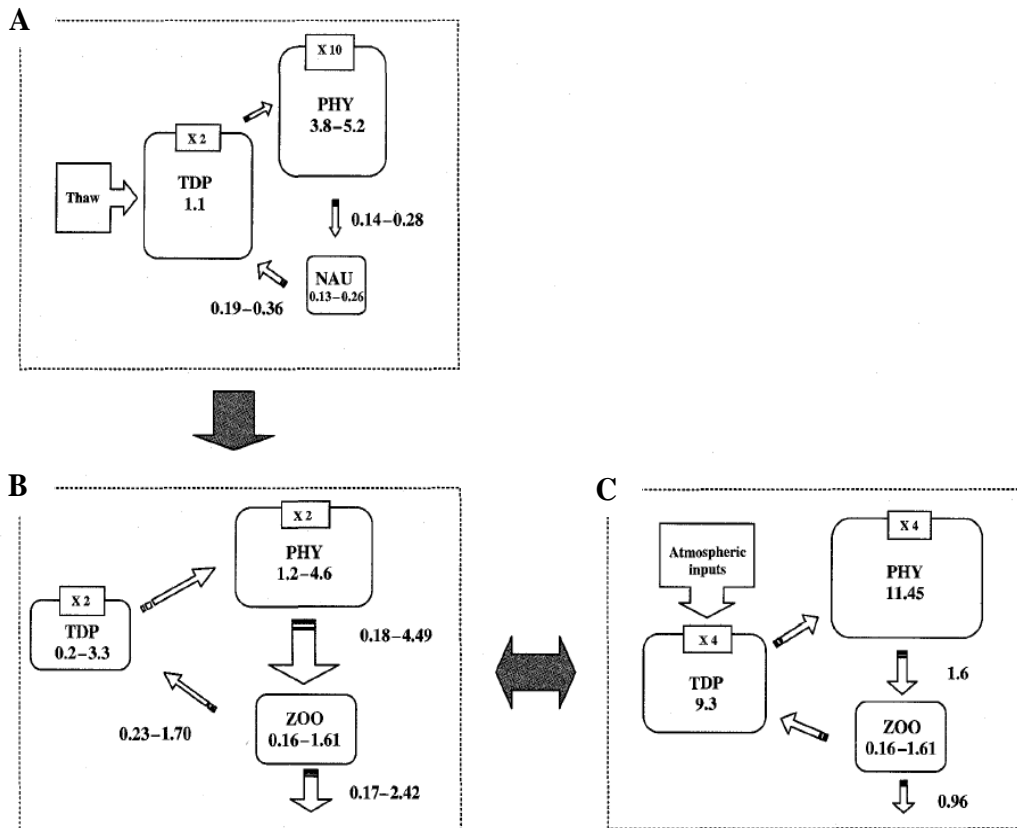 A
X 10
PHY
3.8–5.2
X 2
TDP
1.1
Thaw
0.14–0.28
NAU
0.13–0.26
0.19–0.36
B
X 2
PHY
1.2–4.6
X 2
TDP
0.2–3.3
0.18–4.49
0.23–1.70
ZOO
0.16–1.61
0.17–2.42
C
X 4
PHY
11.45
Atmospheric
inputs
X 4
TDP
9.3
1.6
ZOO
0.16–1.61
0.96